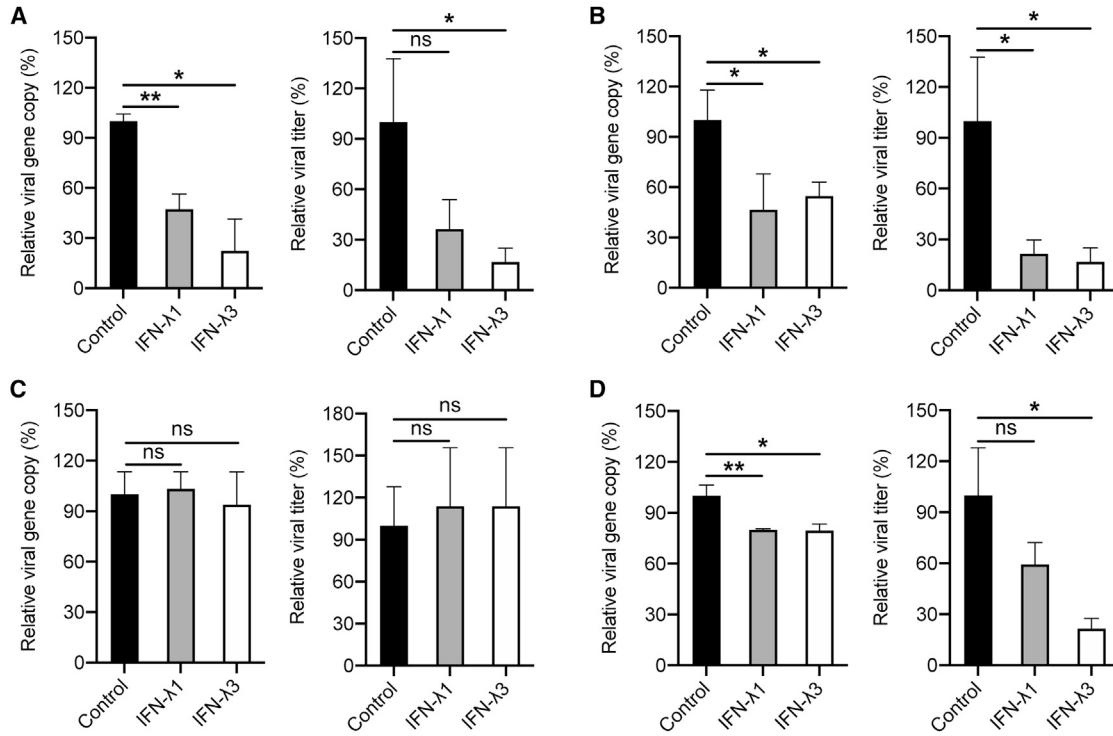 A
Relative viral gene copy (%)
150
120
90
60
30
0
*
**
Control
IFN-λ1
IFN-λ3
Relative viral titer (%)
150
120
90
60
30
0
*
ns
Control
IFN-λ1
IFN-λ3
B
Relative viral gene copy (%)
150
120
90
60
30
0
*
*
Control
IFN-λ1
IFN-λ3
Relative viral titer (%)
150
120
90
60
30
0
*
*
Control
IFN-λ1
IFN-λ3
C
Relative viral gene copy (%)
150
120
90
60
30
0
ns
ns
Control
IFN-λ1
IFN-λ3
Relative viral titer (%)
180
150
120
90
60
30
0
ns
ns
Control
IFN-λ1
IFN-λ3
D
Relative viral gene copy (%)
150
120
90
60
30
0
*
**
Control
IFN-λ1
IFN-λ3
Relative viral titer (%)
150
120
90
60
30
0
*
ns
Control
IFN-λ1
IFN-λ3